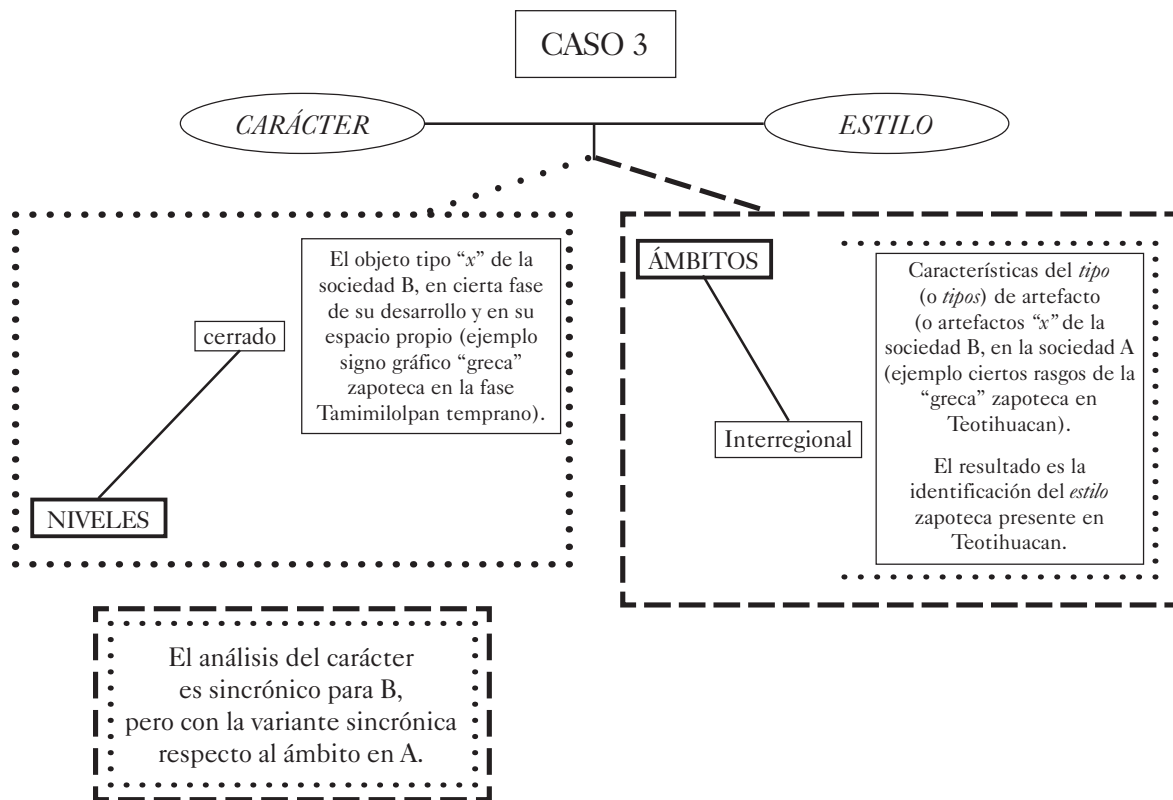 CASO 3
CARÁCTER
ESTILO
cerrado
El objeto tipo “x” de la
sociedad B, en cierta fase
de su desarrollo y en su
espacio propio (ejemplo
signo gráfico “greca”
zapoteca en la fase
Tamimilolpan temprano).
NIVELES
ÁMBITOS
Interregional
Características del tipo
(o tipos) de artefacto
(o artefactos “x” de la
sociedad B, en la sociedad A
(ejemplo ciertos rasgos de la
“greca” zapoteca en
Teotihuacan).
El resultado es la
identificación del estilo
zapoteca presente en
Teotihuacan.
El análisis del carácter
es sincrónico para B,
pero con la variante sincrónica
respecto al ámbito en A.